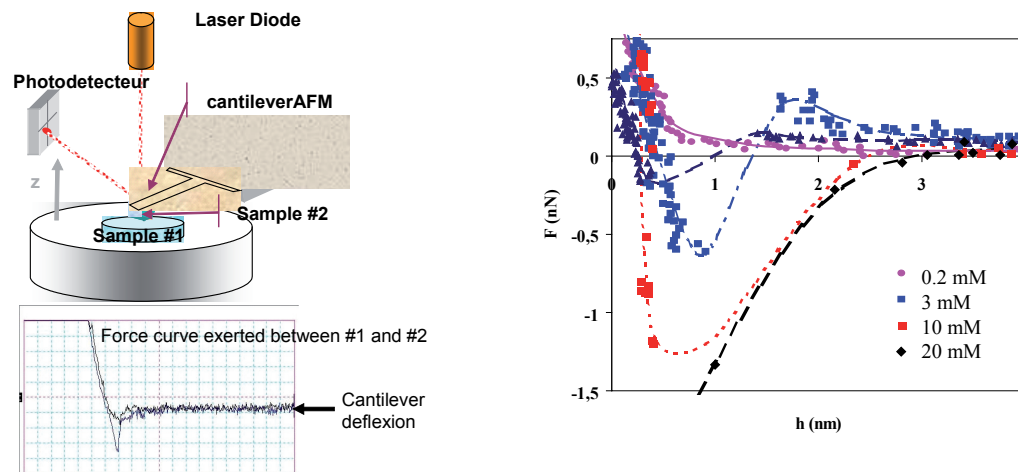 Laser Diode
Photodetecteur
cantileverAFM
z
Sample #2
Sample #1
Force curve exerted between #1 and #2
Cantilever
deflexion
0,5
0
-0,5
-1
-1,5
F (nN)
0 1 2 3
h (nm)
0.2 mM
3 mM
10 mM
20 mM